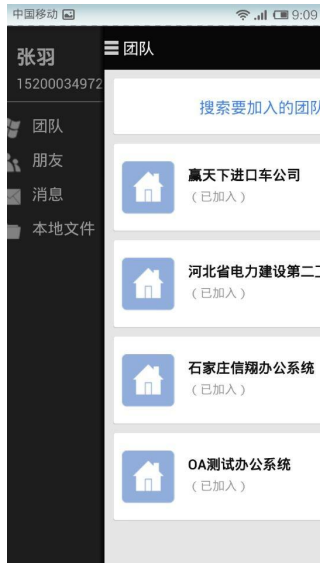 中国移动 9:09
张羽
15200034972
团队
朋友
消息
本地文件
团队
搜索要加入的团队
赢天下进口车公司
（已加入）
河北省电力建设第二工
（已加入）
石家庄信翔办公系统
（已加入）
OA测试办公系统
（已加入）